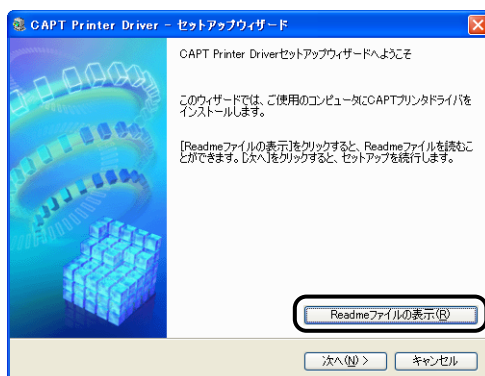 CAPT Printer Driver - セットアップウィザード
CAPT Printer Driverセットアップウィザードへようこそ
このウィザードでは、ご使用のコンピュータにCAPTプリンタドライバを
インストールします。
[Readmeファイルの表示]をクリックすると、Readmeファイルを読むこ
とができます。[次へ]をクリックすると、セットアップを続行します。
Readmeファイルの表示(R)
次へ(N) >
キャンセル